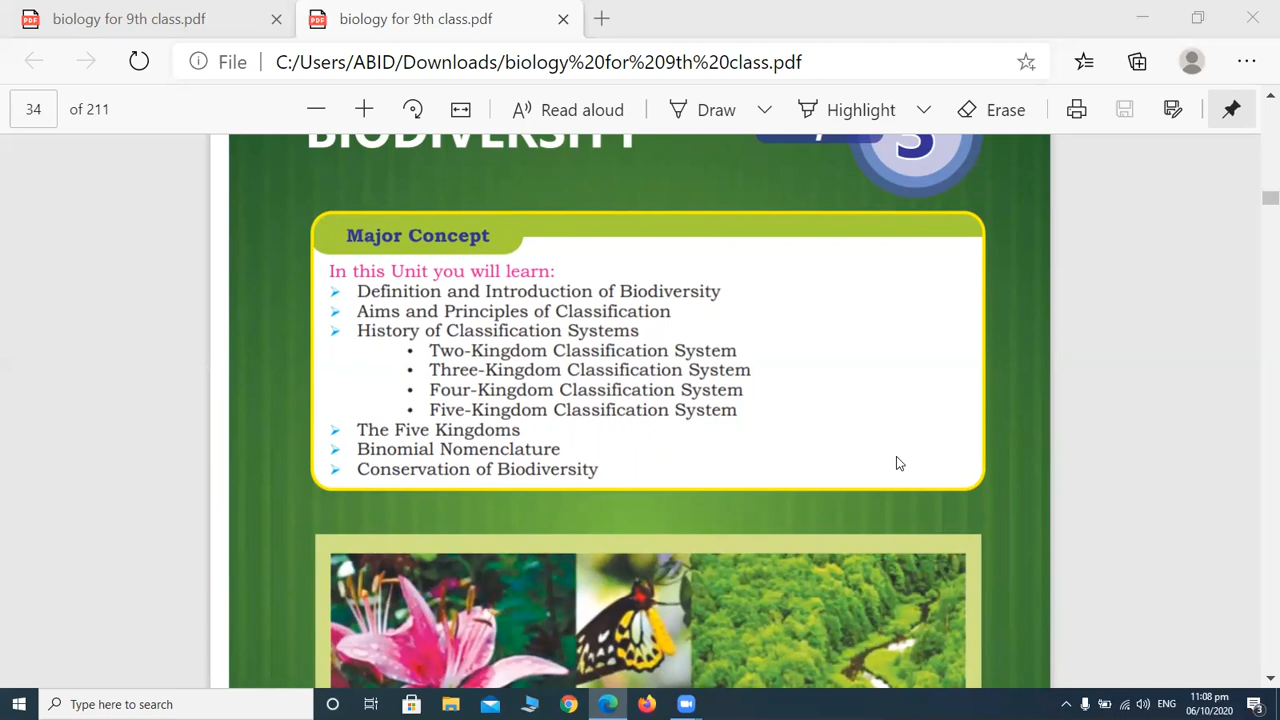 biology for 9th class.pdf
biology for 9th class.pdf
File C:/Users/ABID/Downloads/biology%20for%209th%20class.pdf
34 of 211 Read aloud Draw Highlight Erase
BIODIVERSITY
3
Major Concept
In this Unit you will learn:
Definition and Introduction of Biodiversity
Aims and Principles of Classification
History of Classification Systems
• Two-Kingdom Classification System
• Three-Kingdom Classification System
• Four-Kingdom Classification System
• Five-Kingdom Classification System
The Five Kingdoms
Binomial Nomenclature
Conservation of Biodiversity
Type here to search
ENG
11:08 pm
06/10/2020
3